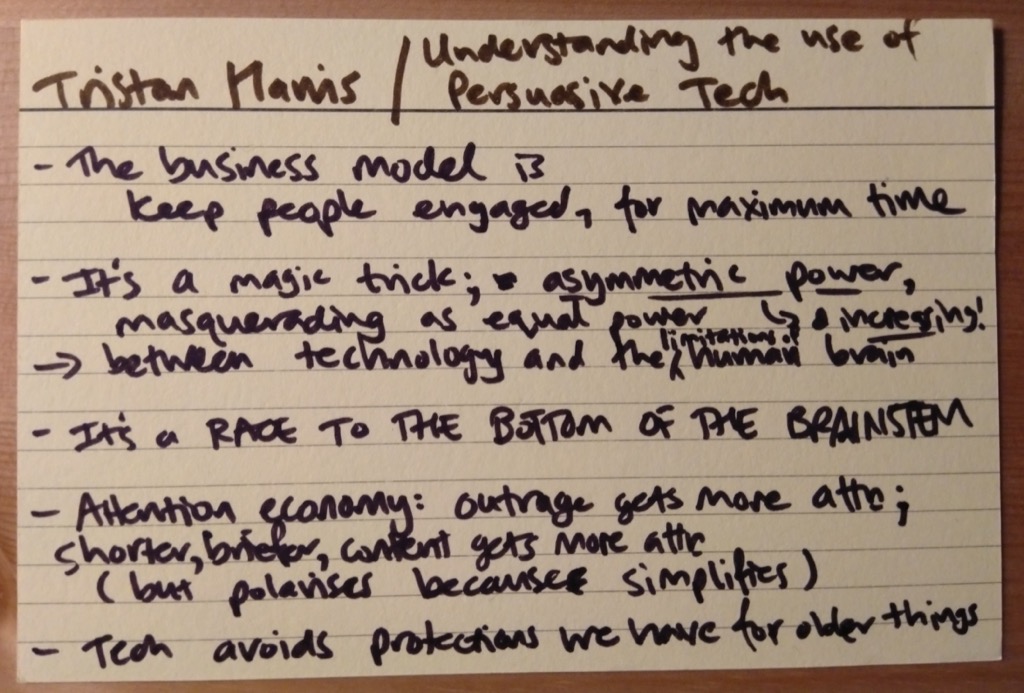 Tristan Harris / Understanding the use of
Persuasive Tech
- The business model is
keep people engaged, for maximum time
- It's a magic trick; asymmetric power,
masquerading as equal power ↳ increasing!
→ between technology and the limitations of human brain
- It's a RACE TO THE BOTTOM OF THE BRAINSTEM
- Attention economy: outrage gets more attn;
shorter, briefer, content gets more attn
(but polarises because simplifies)
- Tech avoids protections we have for older things